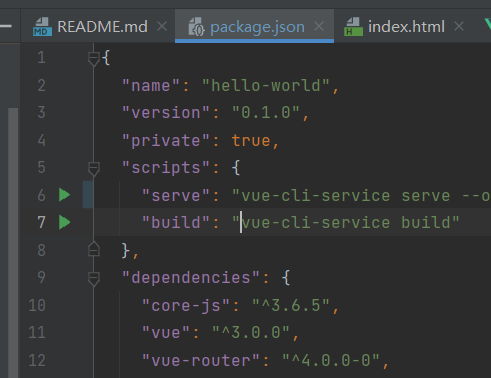 README.md package.json index.html
1 {
2 "name": "hello-world",
3 "version": "0.1.0",
4 "private": true,
5 "scripts": {
6 "serve": "vue-cli-service serve --o
7 "build": "vue-cli-service build"
8 },
9 "dependencies": {
10 "core-js": "^3.6.5",
11 "vue": "^3.0.0",
12 "vue-router": "^4.0.0-0",